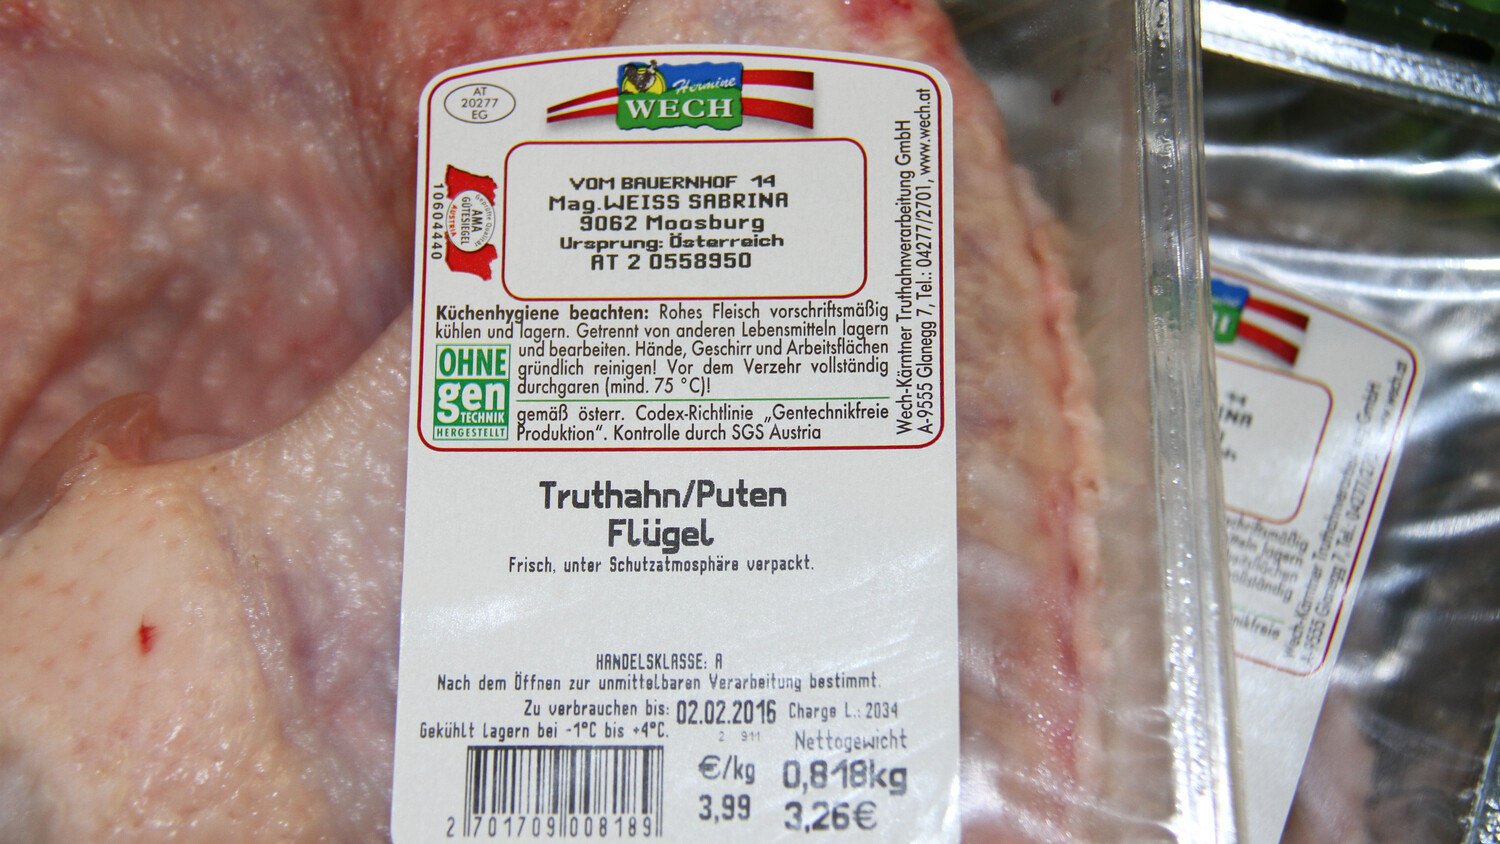 AT
20277
EG
Hermine
WECH
10604440
AMA
GÜTESIEGEL
AUSTRIA
VOM BAUERNHOF 14
Mag.WEISS SABRINA
9062 Moosburg
Ursprung: Österreich
AT 2 0558950
Küchenhygiene beachten: Rohes Fleisch vorschriftsmäßig
kühlen und lagern. Getrennt von anderen Lebensmitteln lagern
und bearbeiten. Hände, Geschirr und Arbeitsflächen
gründlich reinigen! Vor dem Verzehr vollständig
durchgaren (mind. 75 °C)!
OHNE
gen
TECHNIK
HERGESTELLT
gemäß österr. Codex-Richtlinie „Gentechnikfreie
Produktion“. Kontrolle durch SGS Austria
Wech-Kärntner Truthahnverarbeitung GmbH
A-9555 Glanegg 7, Tel.: 04277/2701, www.wech.at
Truthahn/Puten
Flügel
Frisch, unter Schutzatmosphäre verpackt.
HANDELSKLASSE: A
Nach dem Öffnen zur unmittelbaren Verarbeitung bestimmt.
Zu verbrauchen bis: 02.02.2016 Charge L.: 2034
Gekühlt Lagern bei -1°C bis +4°C.
2 911
Nettogewicht
€/kg 0,818kg
3,99 3,26€
2 701709 008189
14